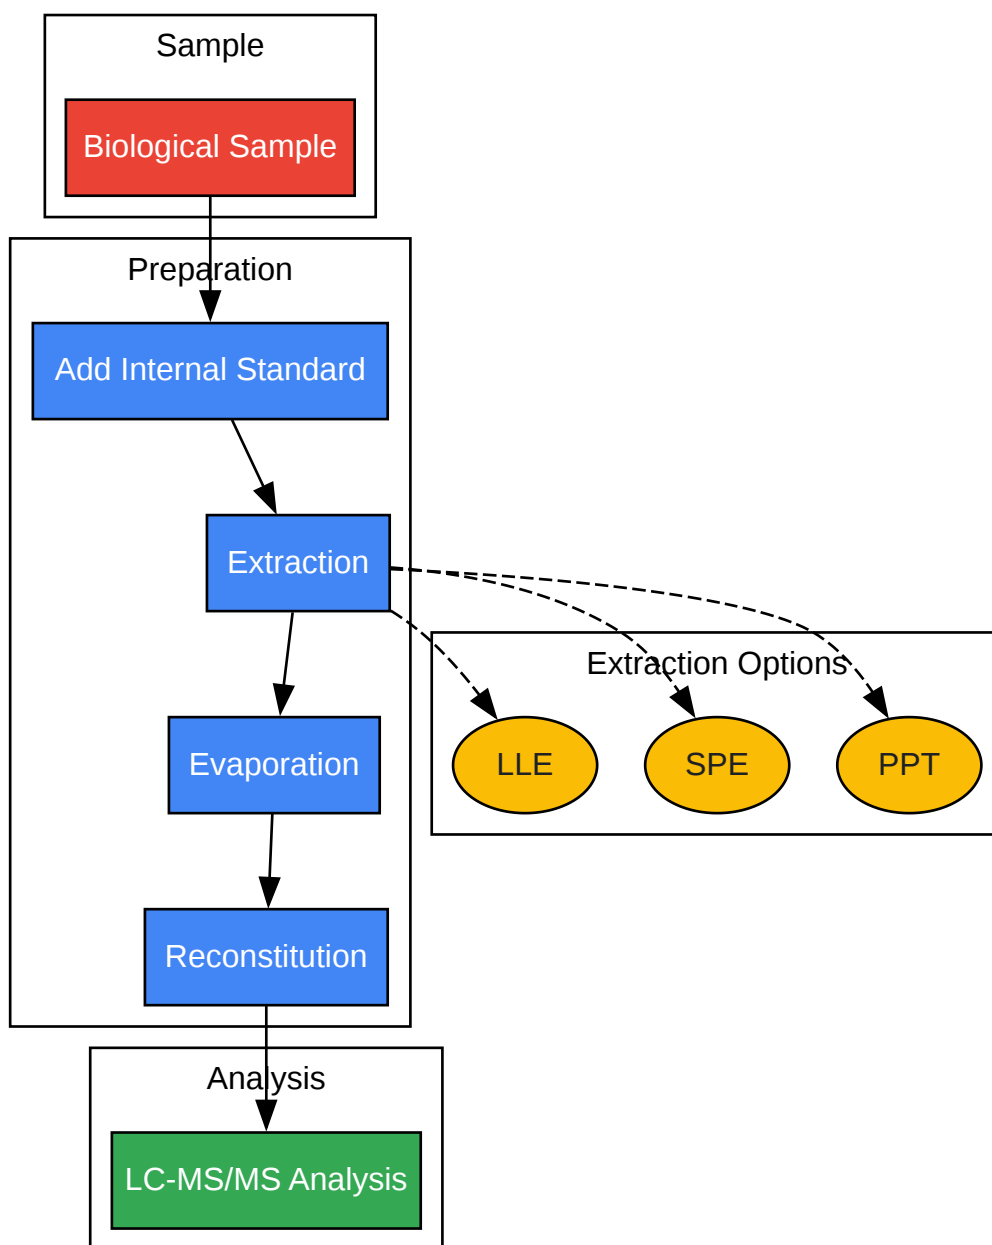 Sample
Biological Sample
Preparation
Add Internal Standard
Extraction
Extraction Options
Evaporation
LLE
SPE
PPT
Reconstitution
Analysis
LC-MS/MS Analysis